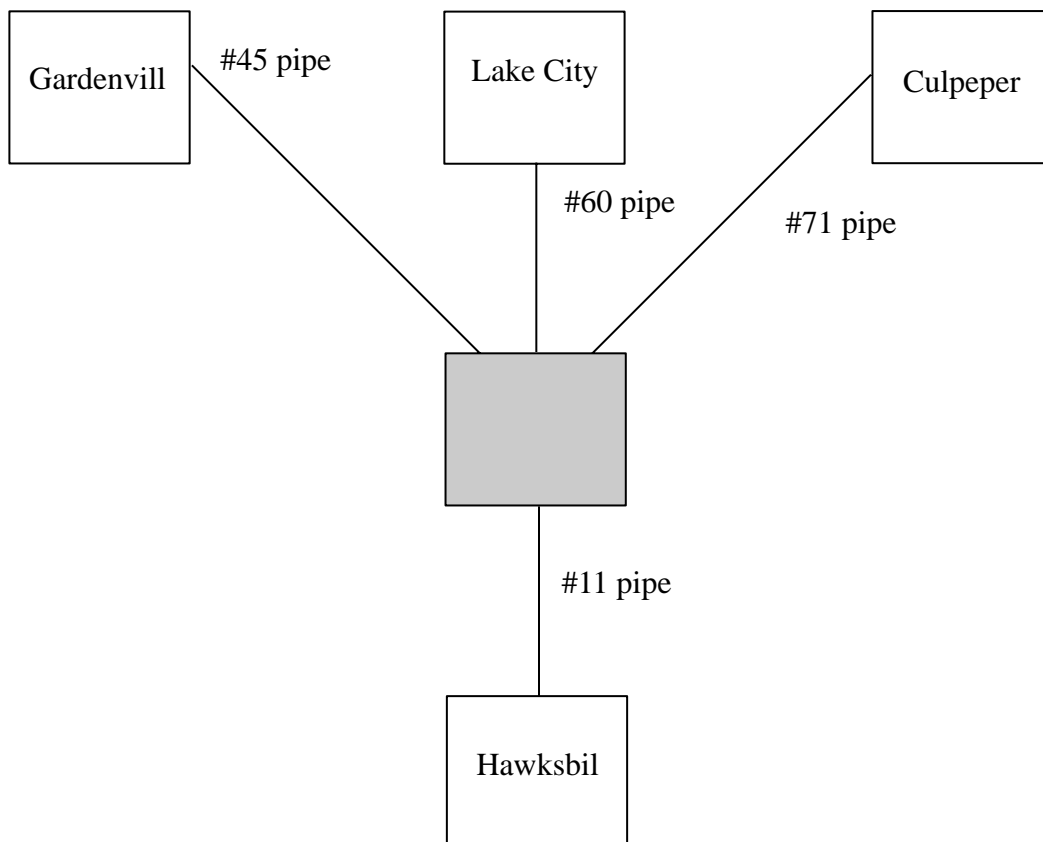 Gardenvill
#45 pipe
Lake City
Culpeper
#60 pipe
#71 pipe
#11 pipe
Hawksbil